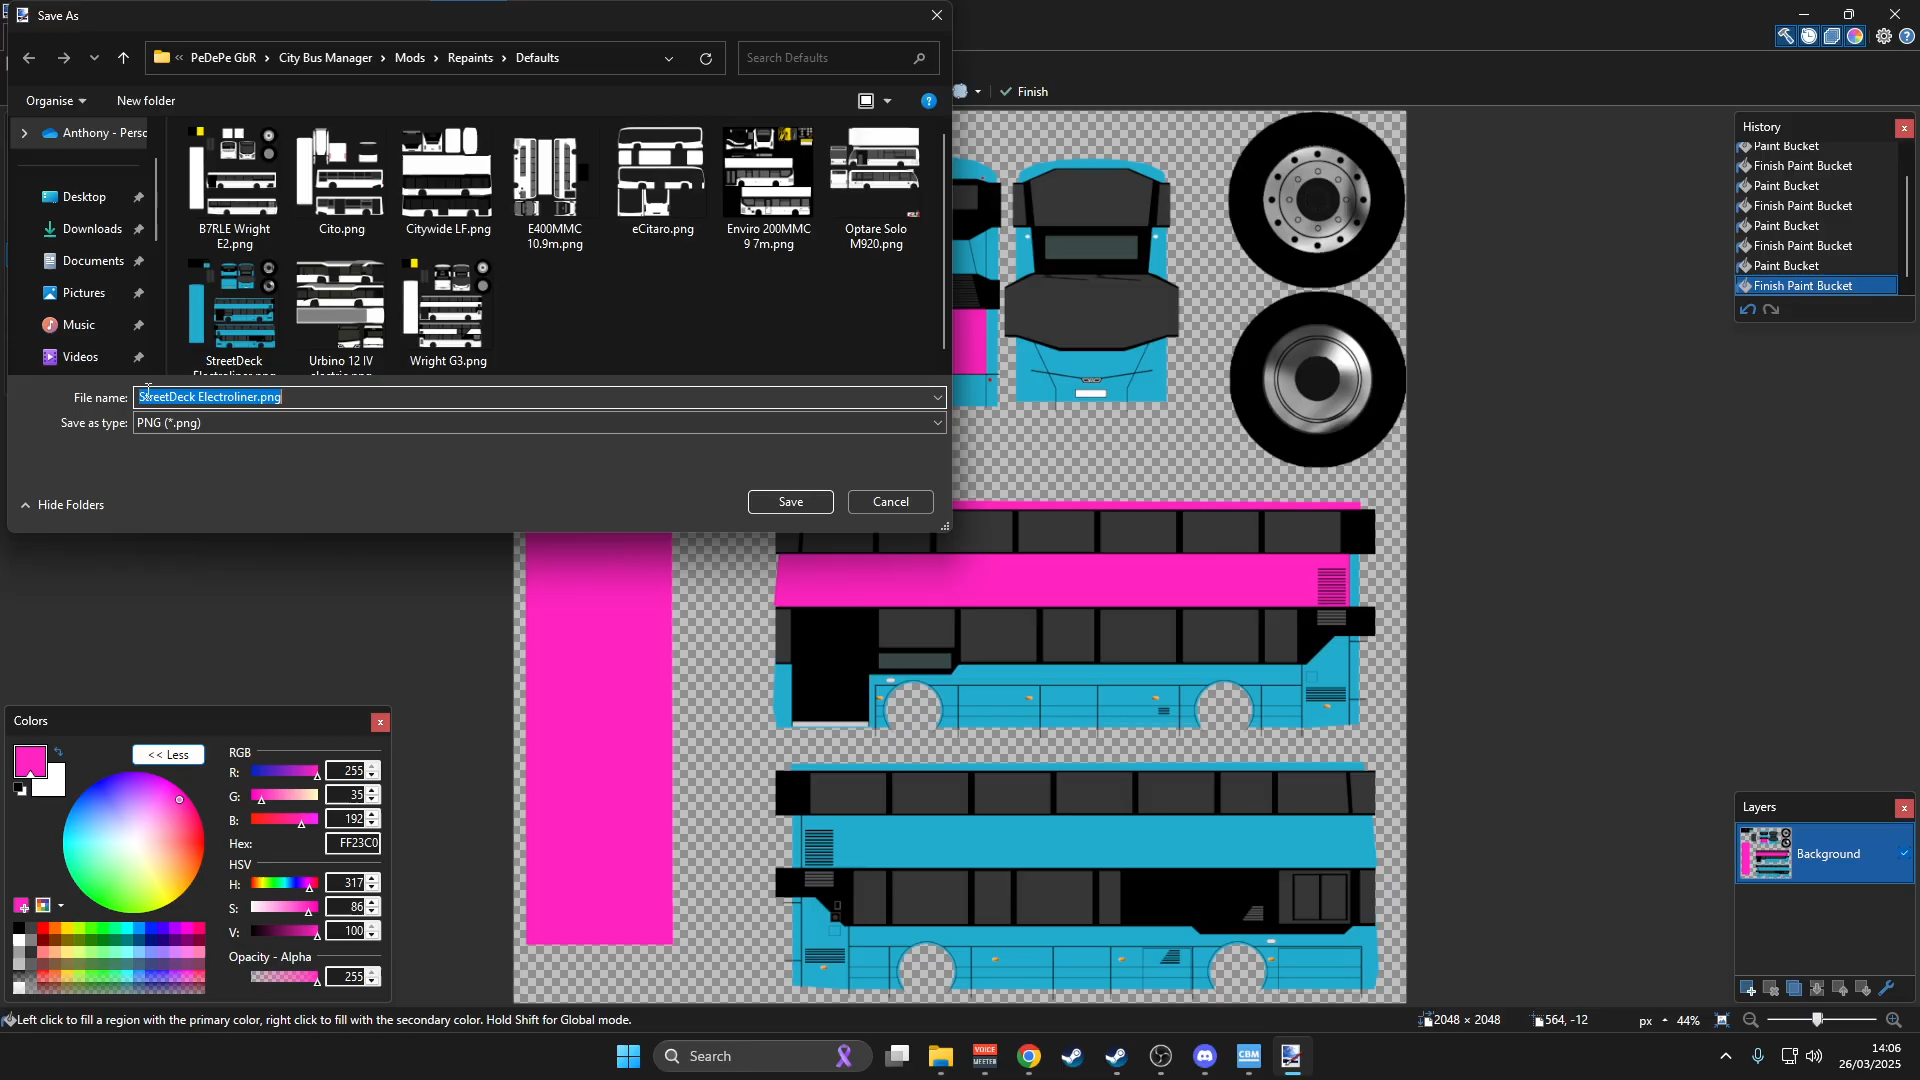 Save As
« PeDePe GbR > City Bus Manager > Mods > Repaints > Defaults
Search Defaults
Organise
New folder
Finish
Anthony - Persc
Desktop
Downloads
Documents
Pictures
Music
Videos
B7RLE Wright E2.png
Cito.png
Citywide LF.png
E400MMC 10.9m.png
eCitaro.png
Enviro 200MMC 9 7m.png
Optare Solo M920.png
StreetDeck
Urbino 12 IV
Wright G3.png
File name: StreetDeck Electroliner.png
Save as type: PNG (*.png)
Hide Folders
Save
Cancel
History
Paint Bucket
Finish Paint Bucket
Paint Bucket
Finish Paint Bucket
Paint Bucket
Finish Paint Bucket
Paint Bucket
Finish Paint Bucket
Colors
<< Less
RGB
R: 255
G: 35
B: 192
Hex: FF23C0
HSV
H: 317
S: 86
V: 100
Opacity - Alpha
255
Layers
Background
Left click to fill a region with the primary color, right click to fill with the secondary color. Hold Shift for Global mode.
2048 × 2048
564, -12
px
44%
Search
VOICE MEETER
CBM
14:06
26/03/2025